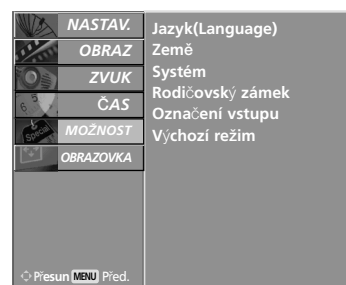 NASTAV.
OBRAZ
ZVUK
ČAS
Special
MOŽNOST
OBRAZOVKA
Jazyk(Language)
Země
Systém
Rodičovský zámek
Označení vstupu
Výchozí režim
Přesun MENU Před.